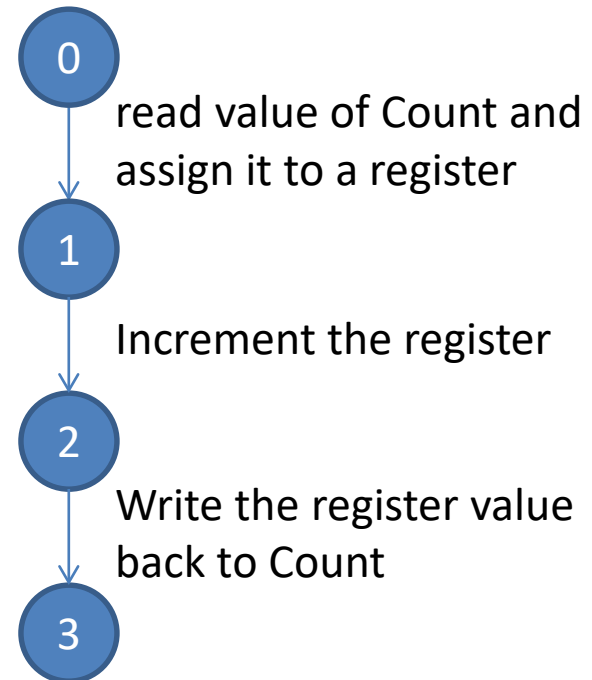 0
read value of Count and
assign it to a register
1
Increment the register
2
Write the register value
back to Count
3